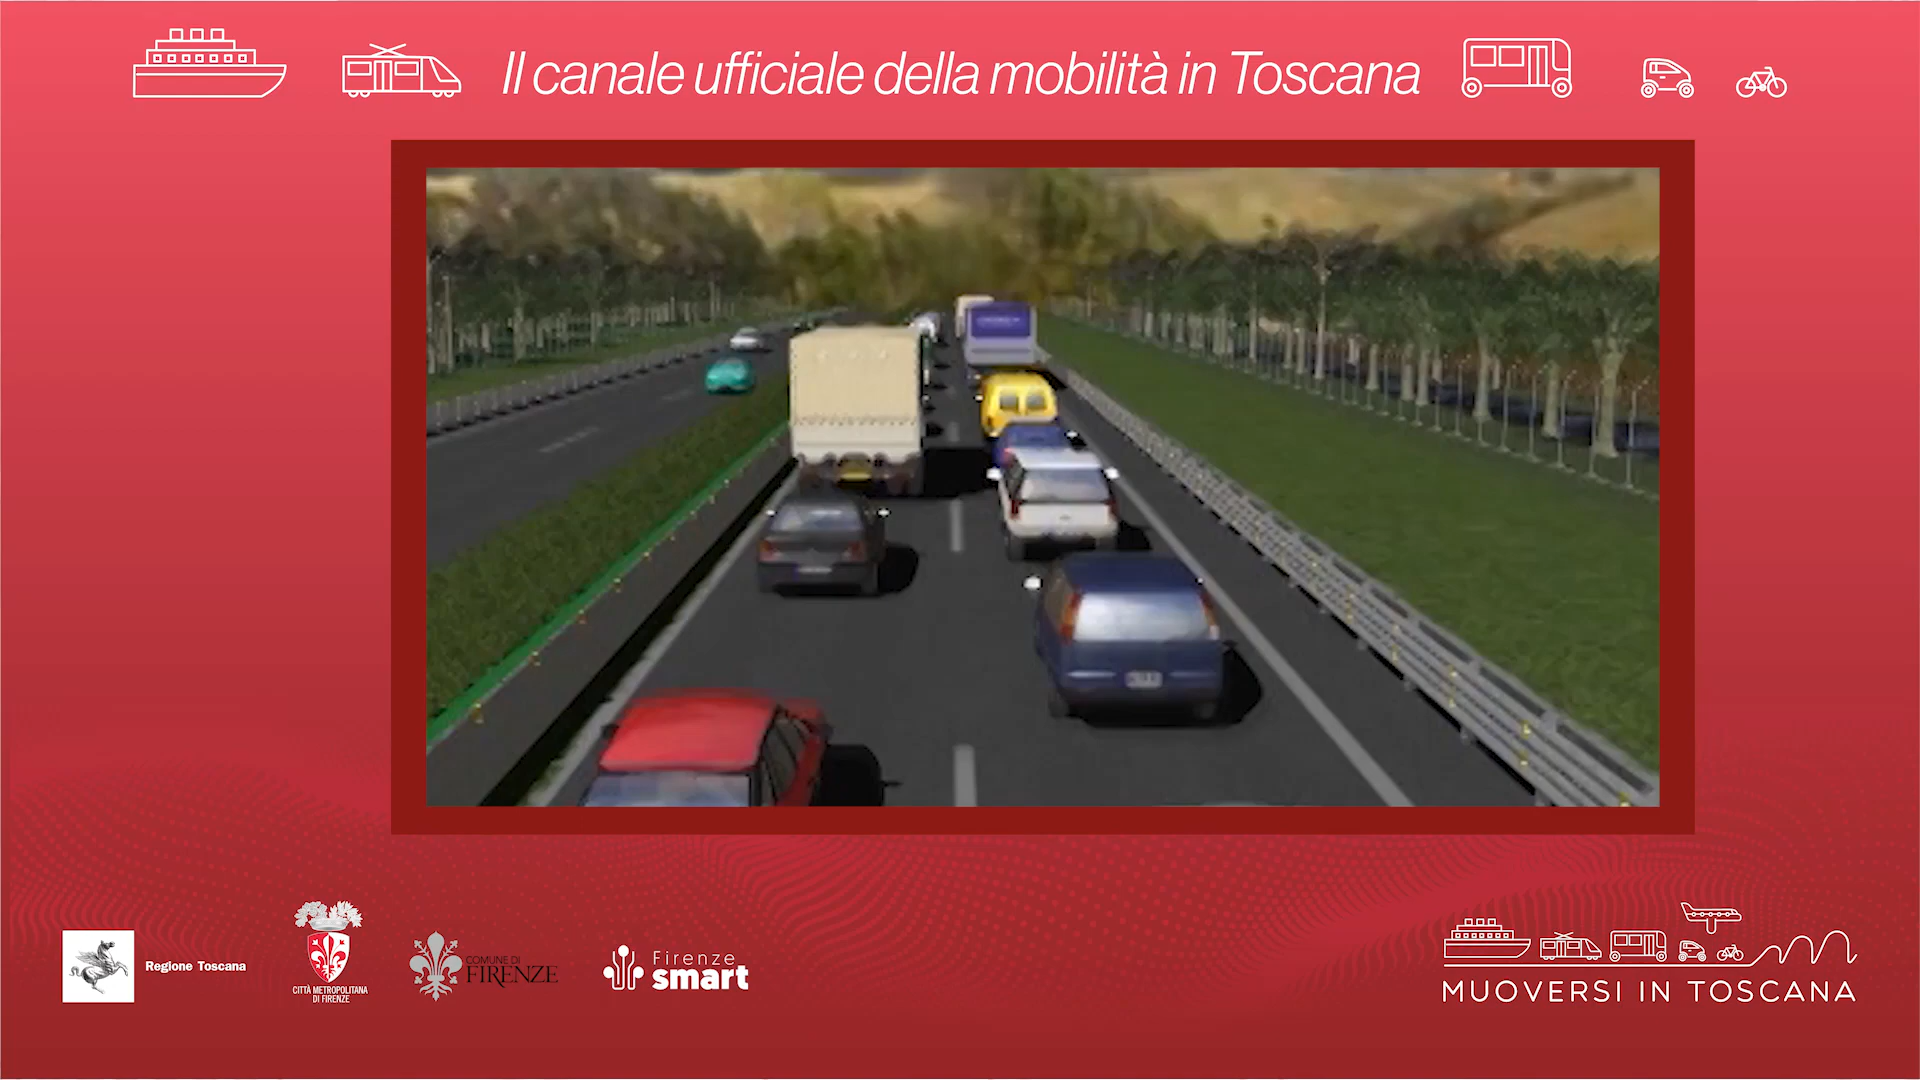 Il canale ufficiale della mobilità in Toscana
Regione Toscana
CITTÀ METROPOLITANA
DI FIRENZE
COMUNE DI
FIRENZE
Firenze
smart
MUOVERSI IN TOSCANA